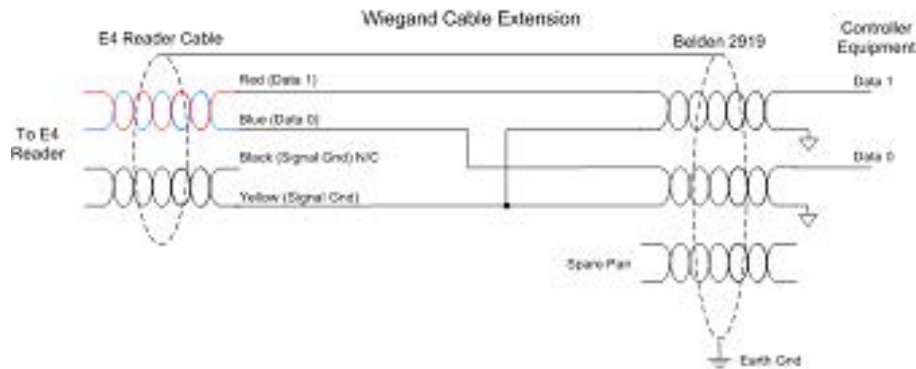 Wiegand Cable Extension
E4 Reader Cable
Belden 2919
Controller
Equipment
Red (Data 1)
Data 1
Blue (Data 0)
To E4
Reader
Black (Signal Gnd) N/C
Data 0
Yellow (Signal Gnd)
Spare Pair
Earth Gnd